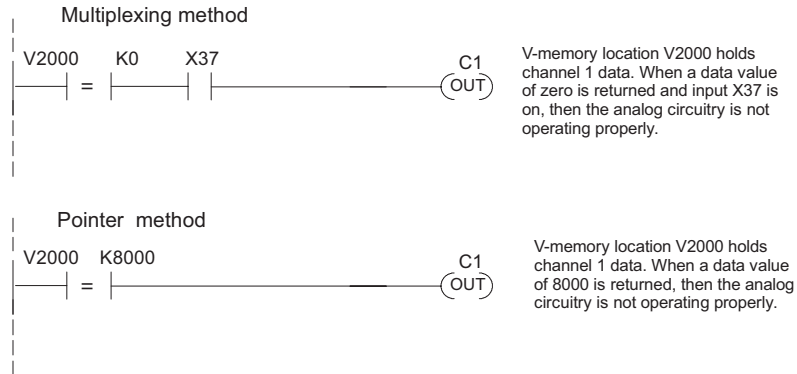 Multiplexing method
V2000 K0 X37
=
C1
OUT
V-memory location V2000 holds
channel 1 data. When a data value
of zero is returned and input X37 is
on, then the analog circuitry is not
operating properly.
Pointer method
V2000 K8000
=
C1
OUT
V-memory location V2000 holds
channel 1 data. When a data value
of 8000 is returned, then the analog
circuitry is not operating properly.